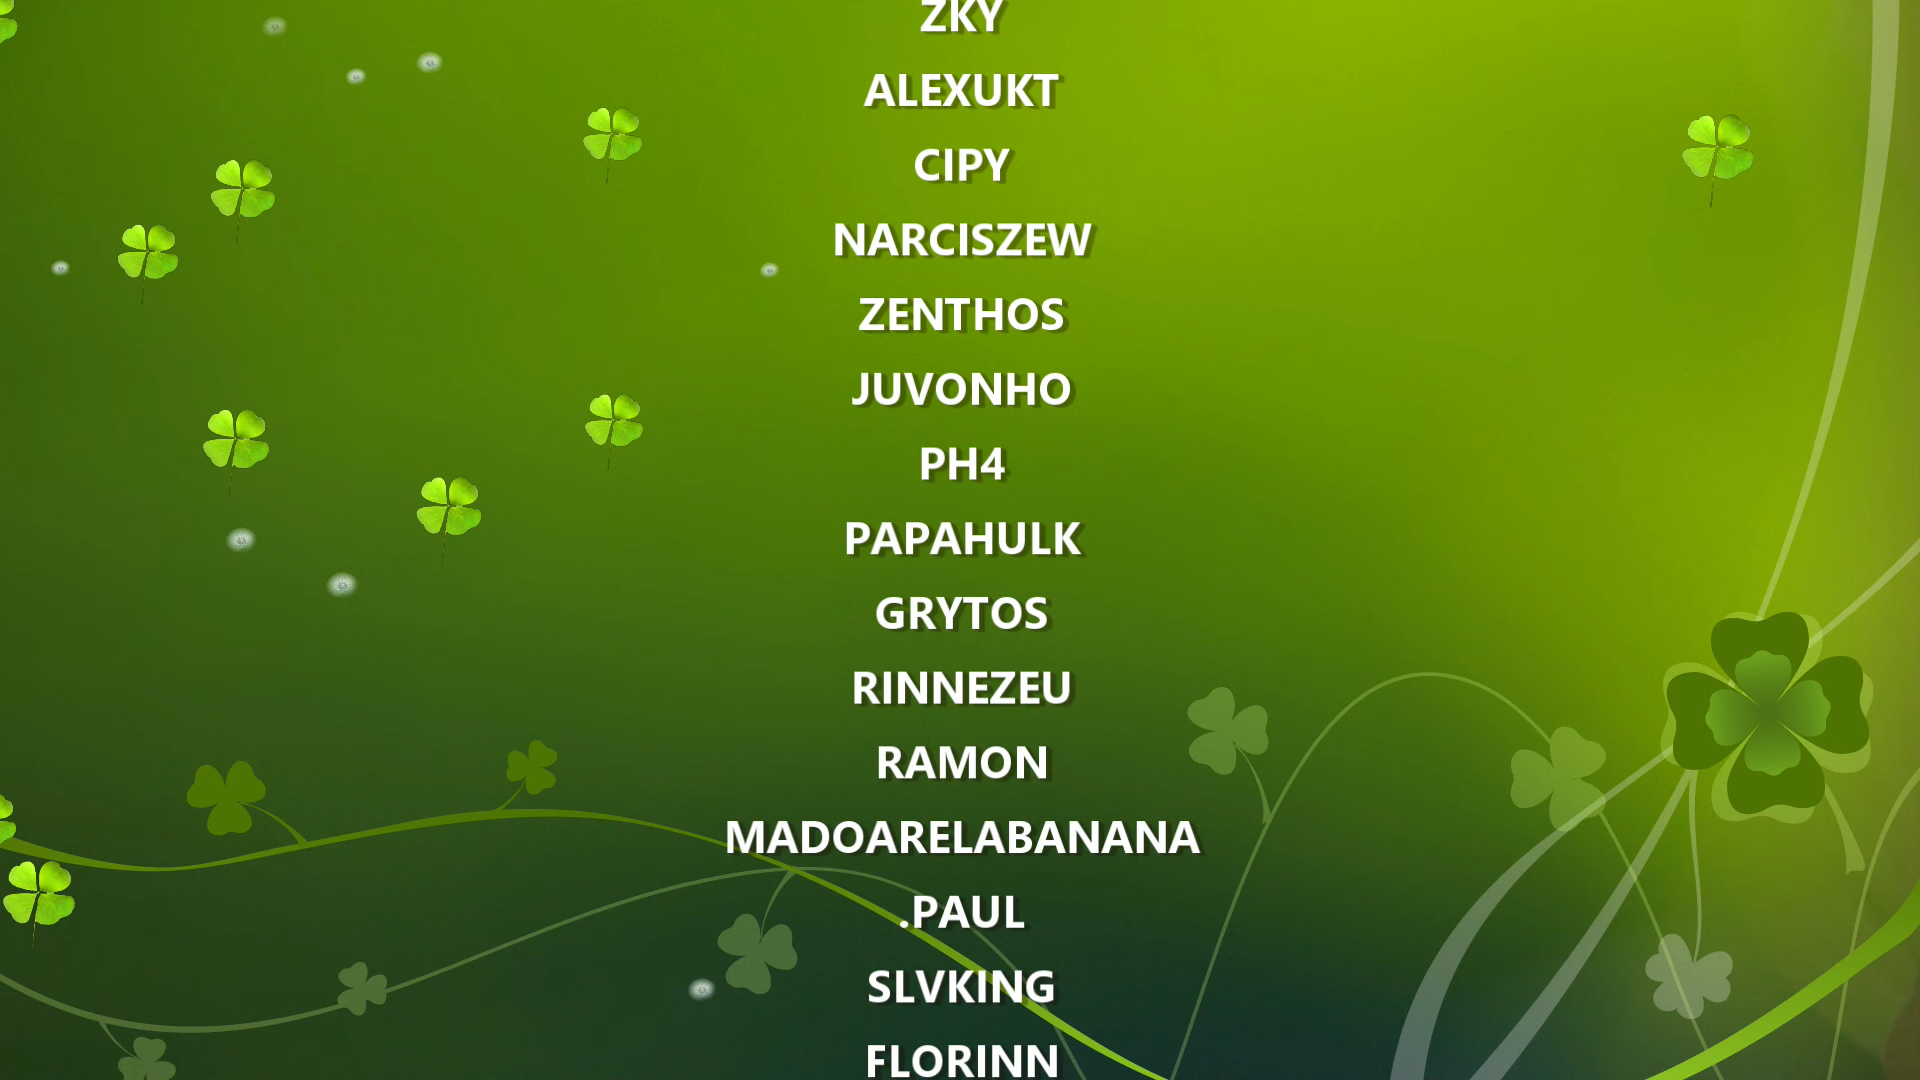 ZKY
ALEXUKT
CIPY
NARCISZEW
ZENTHOS
JUVONHO
PH4
PAPAHULK
GRYTOS
RINNEZEU
RAMON
MADOARELABANANA
.PAUL
SLVKING
FLORINN